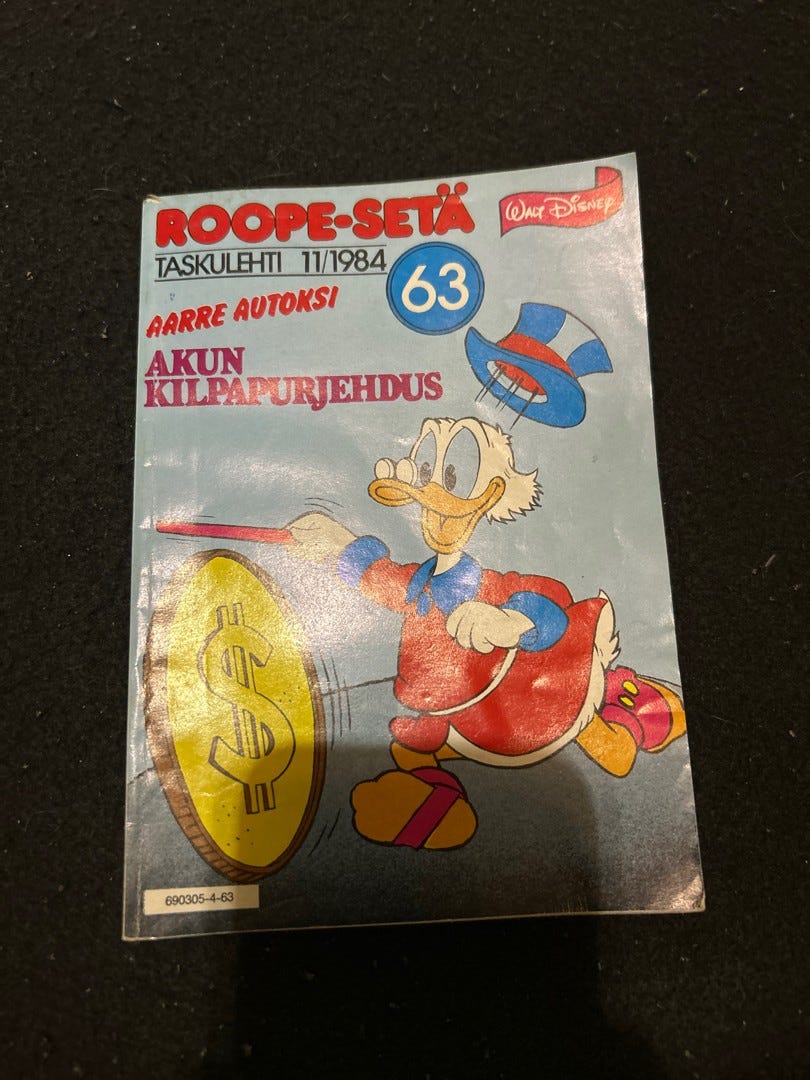 ROOPE-SETÄ
WALT DISNEY
TASKULEHTI 11/1984
63
AARRE AUTOKSI
AKUN
KILPAPURJEHDUS
$
690305-4-63